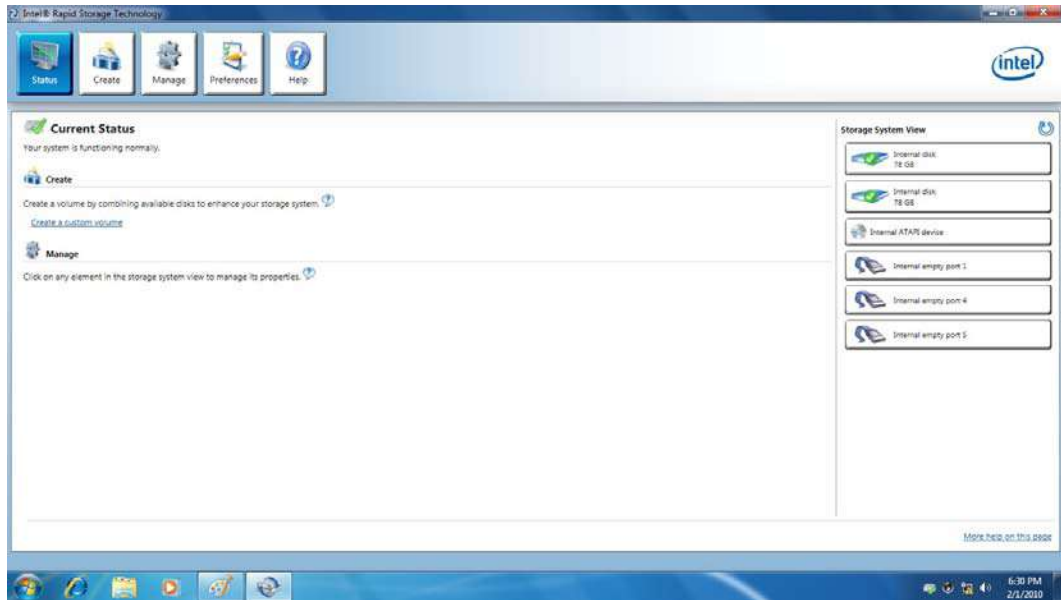 Intel® Rapid Storage Technology
Status
Create
Manage
Preferences
Help
intel
Current Status
Your system is functioning normally.
Create
Create a volume by combining available disks to enhance your storage system.
Create a custom volume
Manage
Click on any element in the storage system view to manage its properties.
Storage System View
Internal disk
78 GB
Internal disk
78 GB
Internal ATAPI device
Internal empty port 1
Internal empty port 4
Internal empty port 5
More help on this page
6:30 PM
2/1/2010